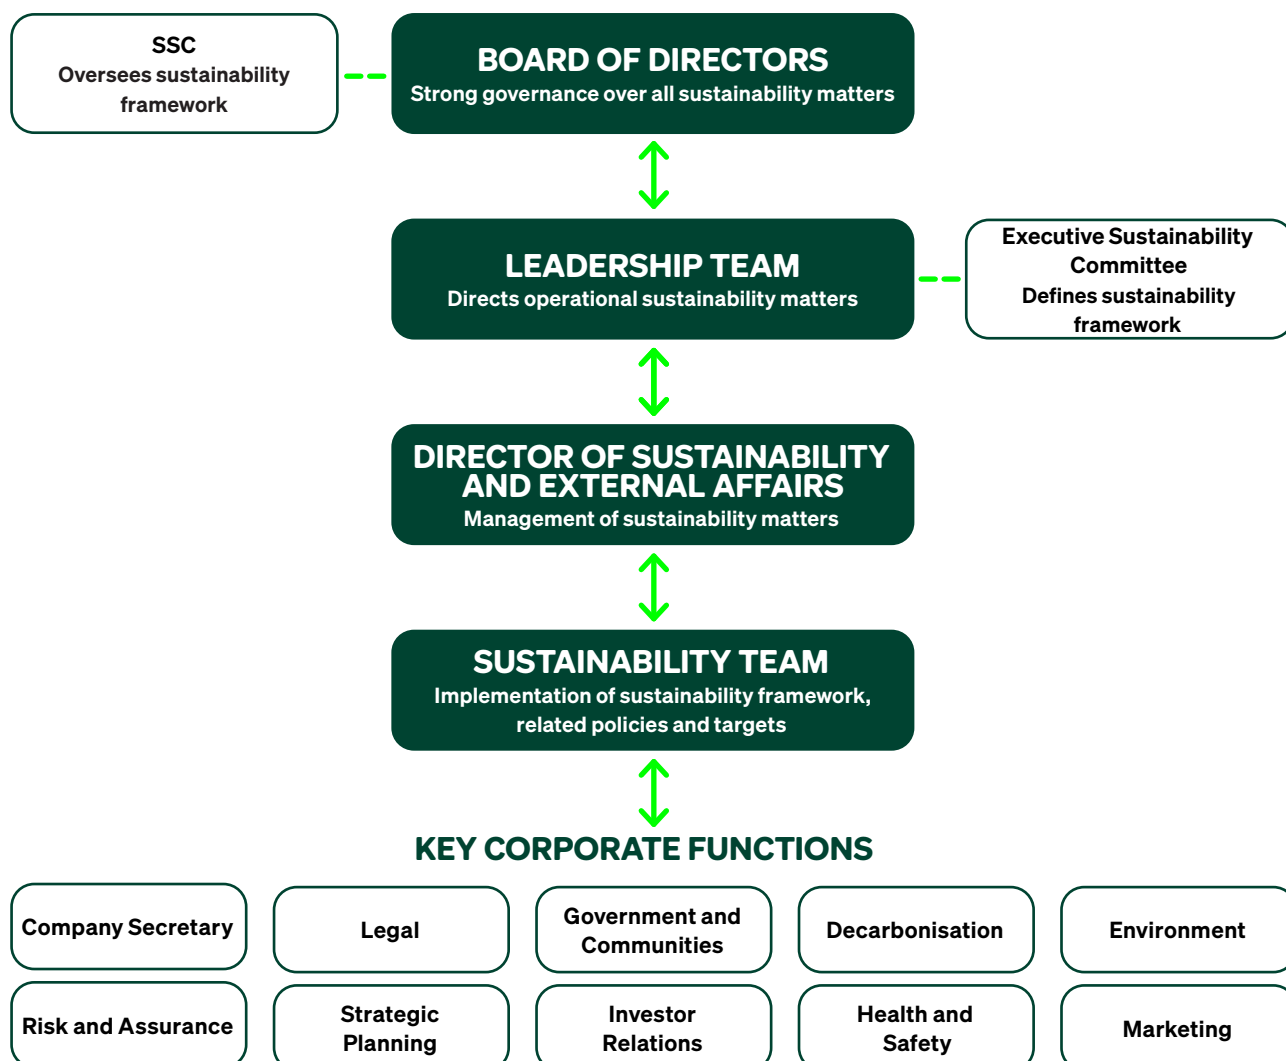 SSC
Oversees sustainability
framework
BOARD OF DIRECTORS
Strong governance over all sustainability matters
LEADERSHIP TEAM
Directs operational sustainability matters
Executive Sustainability
Committee
Defines sustainability
framework
DIRECTOR OF SUSTAINABILITY
AND EXTERNAL AFFAIRS
Management of sustainability matters
SUSTAINABILITY TEAM
Implementation of sustainability framework,
related policies and targets
KEY CORPORATE FUNCTIONS
Company Secretary
Legal
Government and
Communities
Decarbonisation
Environment
Risk and Assurance
Strategic
Planning
Investor
Relations
Health and
Safety
Marketing